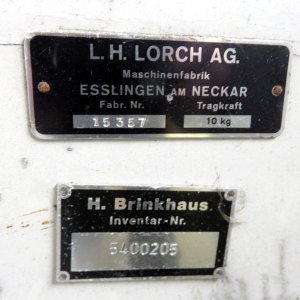 L. H. LORCH AG.
Maschinenfabrik
ESSLINGEN AM NECKAR
Fabr. Nr. Tragkraft
15357 10 kg
H. Brinkhaus
Inventar-Nr.
5400205